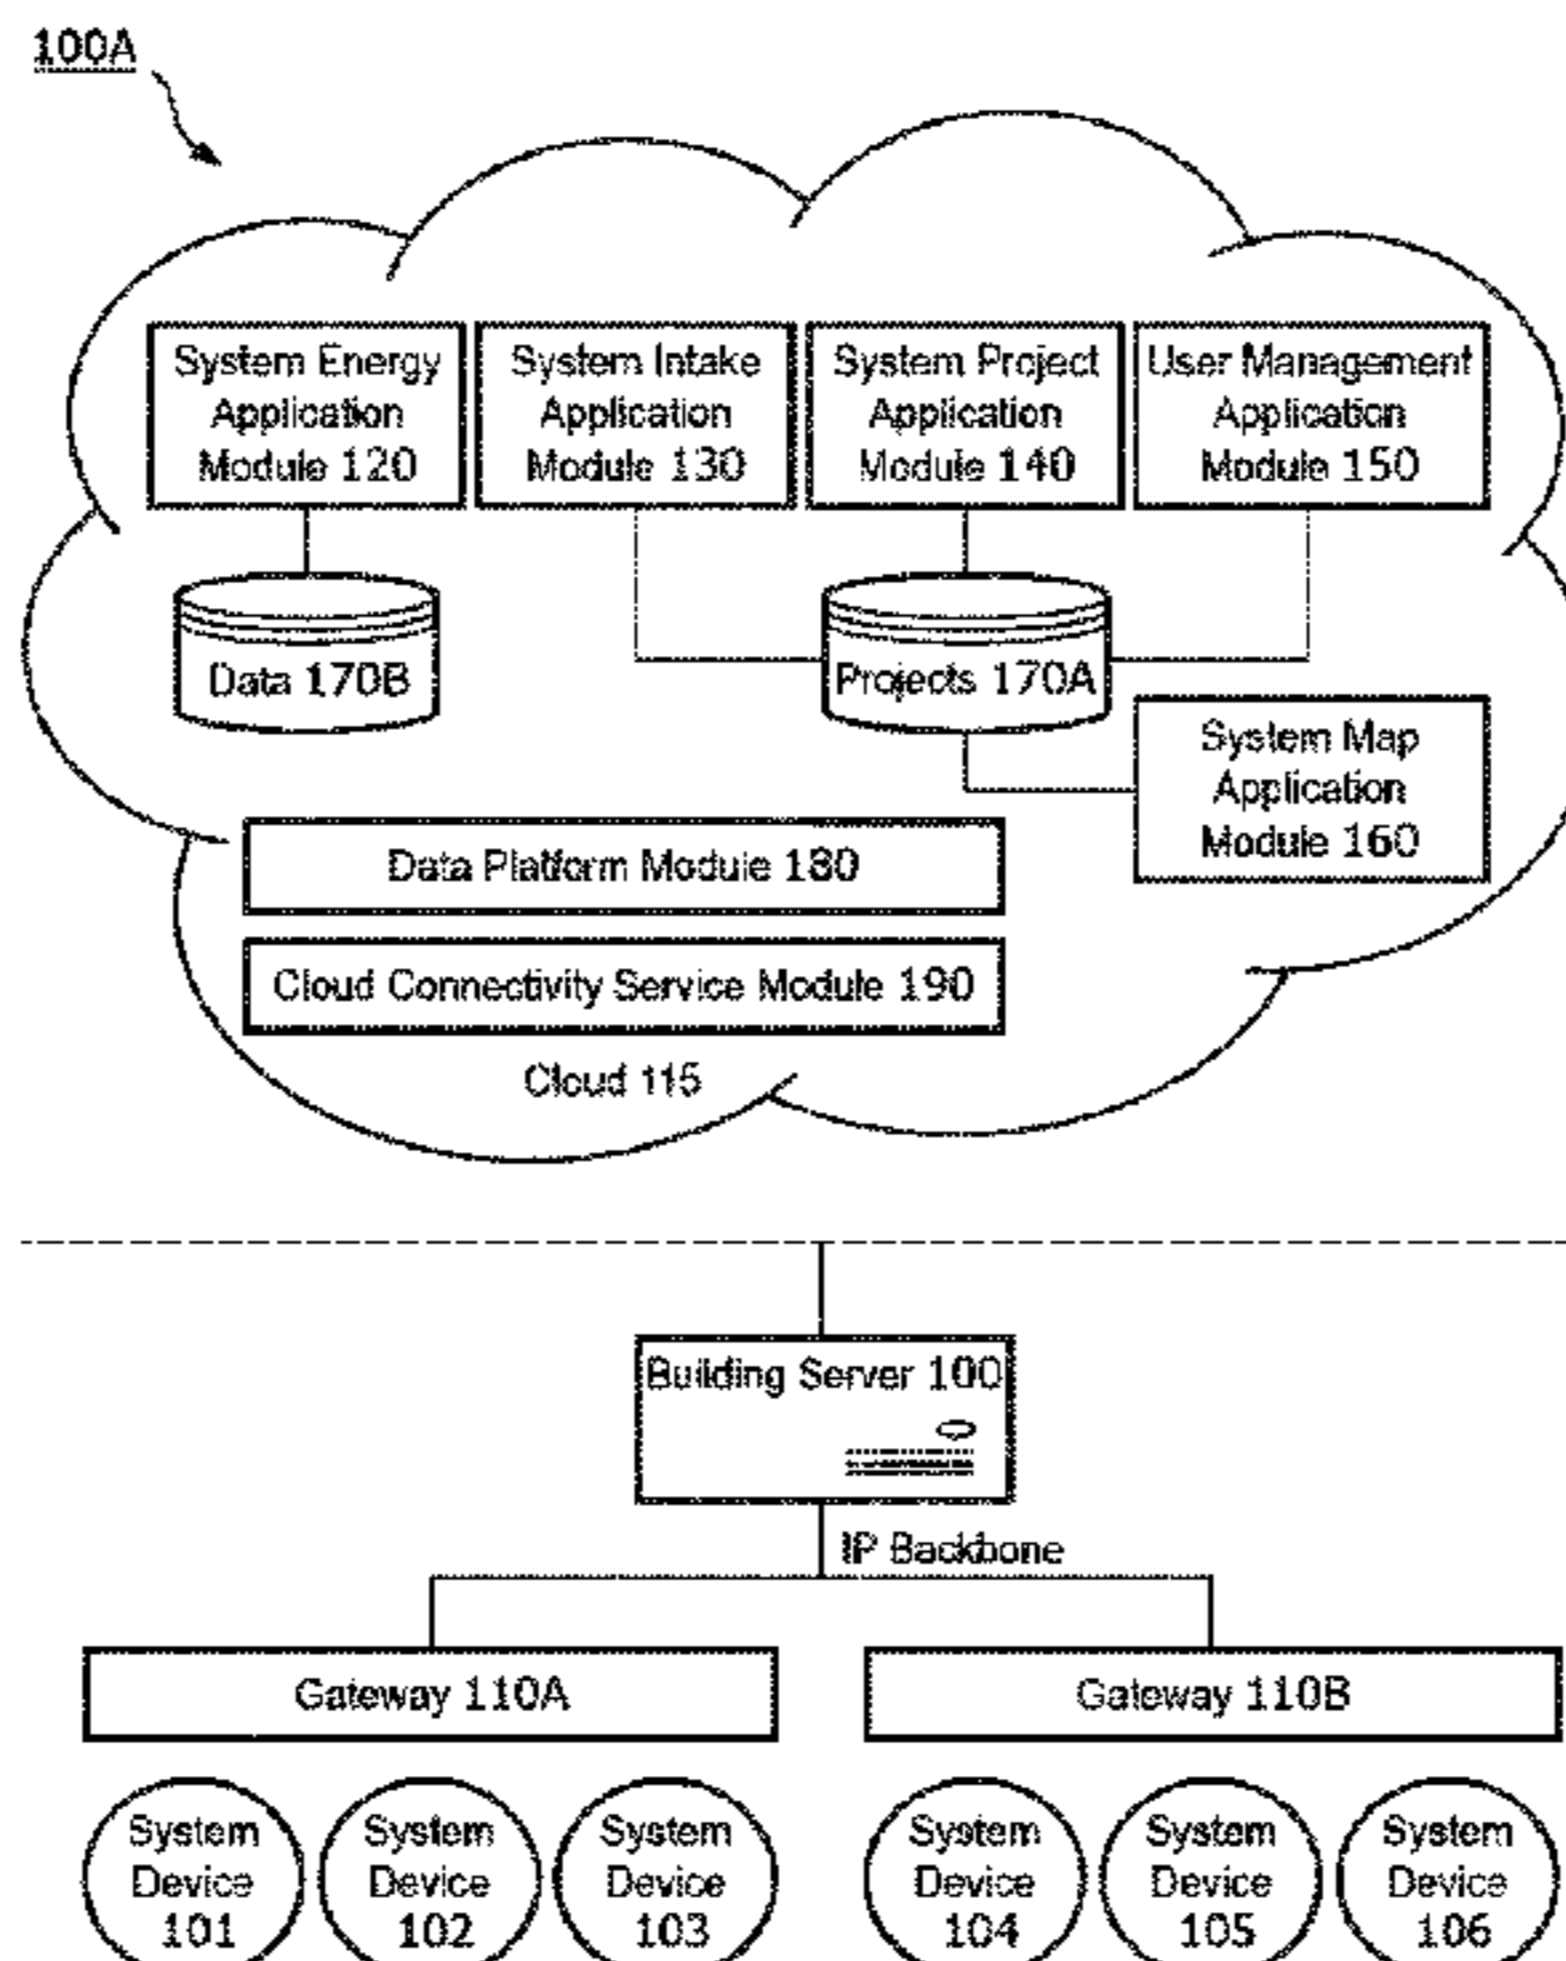 100A
System Energy
Application
Module 120
System Intake
Application
Module 130
System Project
Application
Module 140
User Management
Application
Module 150
Data 170B
Projects 170A
System Map
Application
Module 160
Data Platform Module 180
Cloud Connectivity Service Module 190
Cloud 115
Building Server 100
IP Backbone
Gateway 110A
Gateway 110B
System
Device
101
System
Device
102
System
Device
103
System
Device
104
System
Device
105
System
Device
106